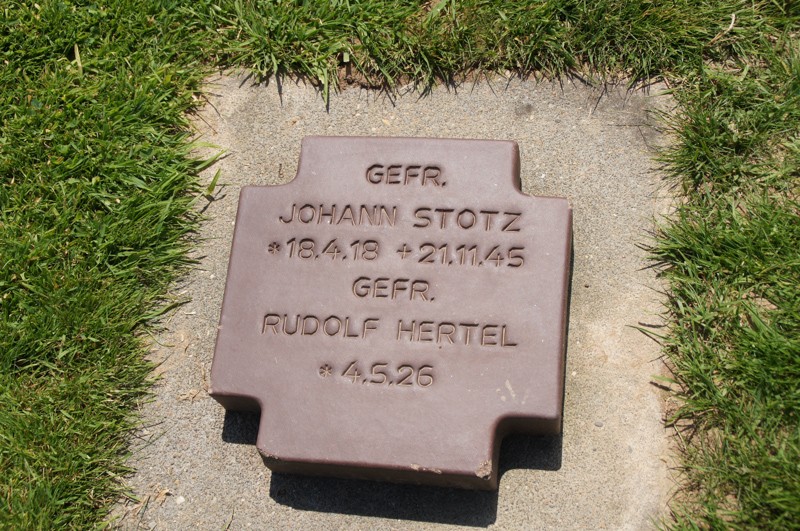 GEFR.
JOHANN STOTZ
*18.4.18 +21.11.45
GEFR.
RUDOLF HERTEL
* 4.5.26